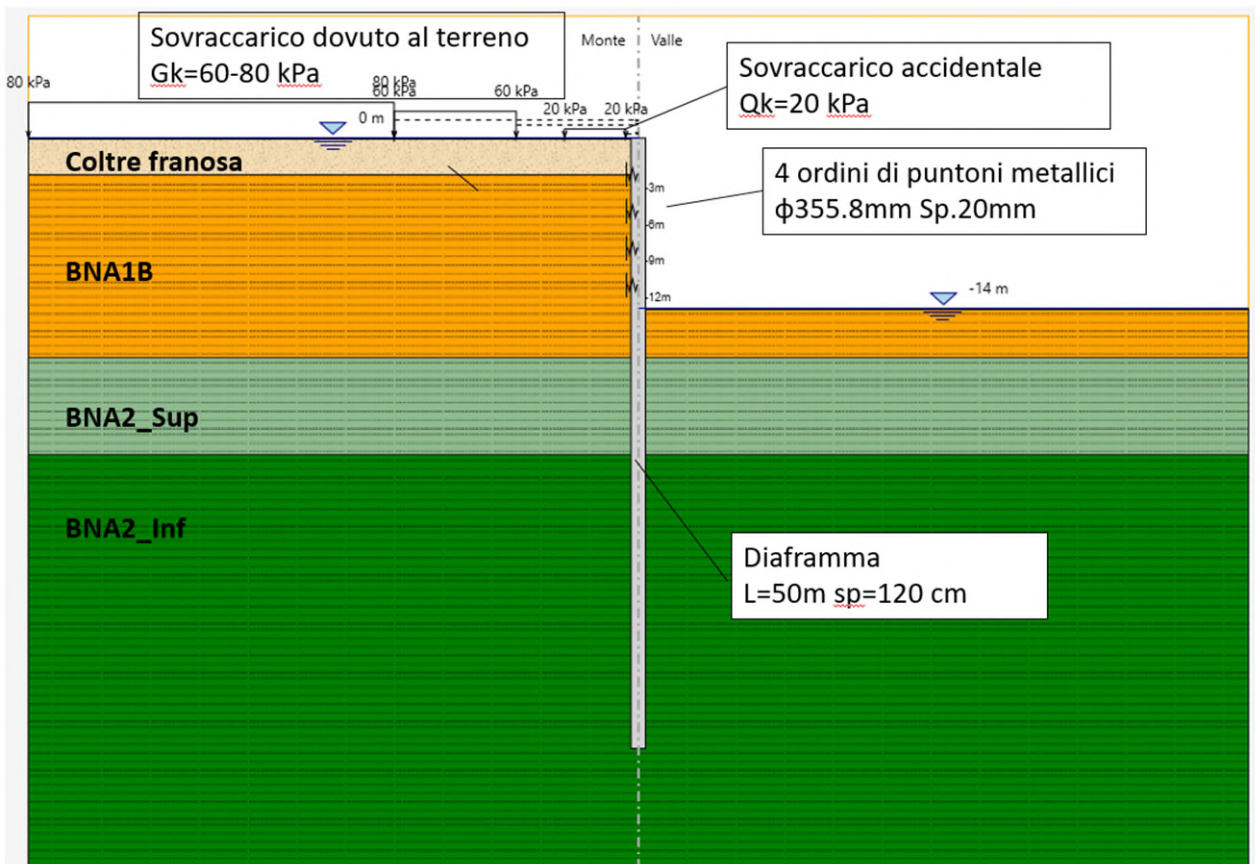 Sovraccarico dovuto al terreno
Gk=60-80 kPa
Monte
Valle
Sovraccarico accidentale
Qk=20 kPa
80 kPa
80 kPa
60 kPa
60 kPa
20 kPa
20 kPa
0 m
Coltre franosa
4 ordini di puntoni metallici
ϕ355.8mm Sp.20mm
-3m
-6m
-9m
-12m
BNA1B
-14 m
BNA2_Sup
BNA2_Inf
Diaframma
L=50m sp=120 cm